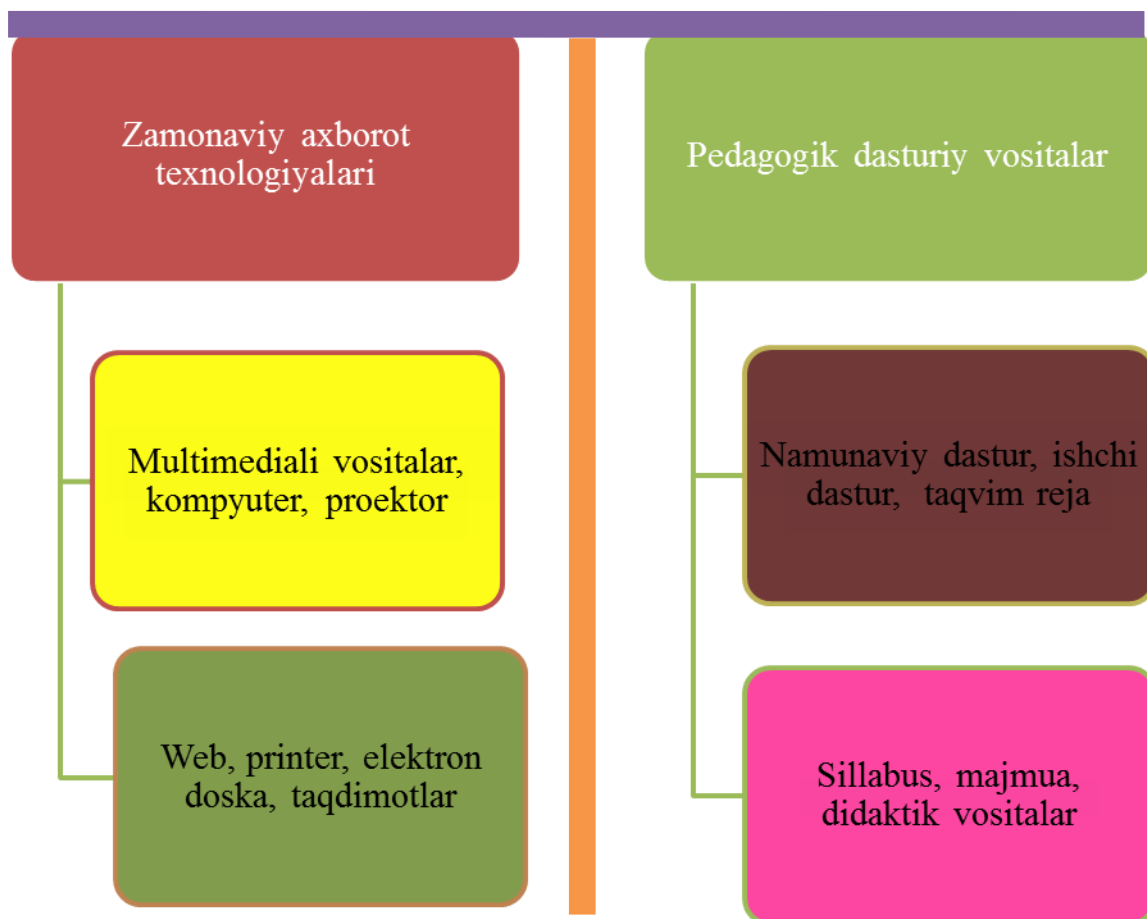 Zamonaviy axborot
texnologiyalari
Multimediali vositalar,
kompyuter, proektor
Web, printer, elektron
doska, taqdimotlar
Pedagogik dasturiy vositalar
Namunaviy dastur, ishchi
dastur, taqvim reja
Sillabus, majmua,
didaktik vositalar